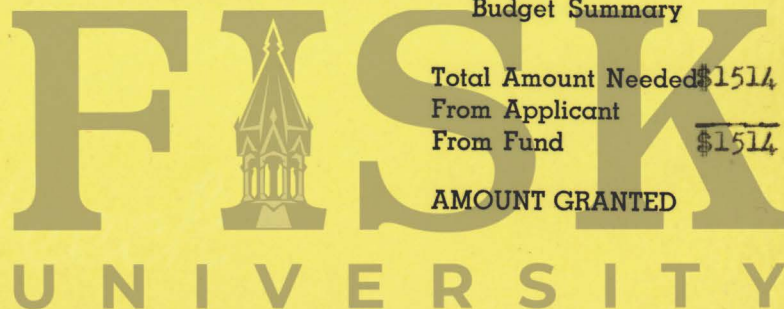 Budget Summary
Total Amount Needed $1514
From Applicant
From Fund $1514
AMOUNT GRANTED
FISK
UNIVERSITY